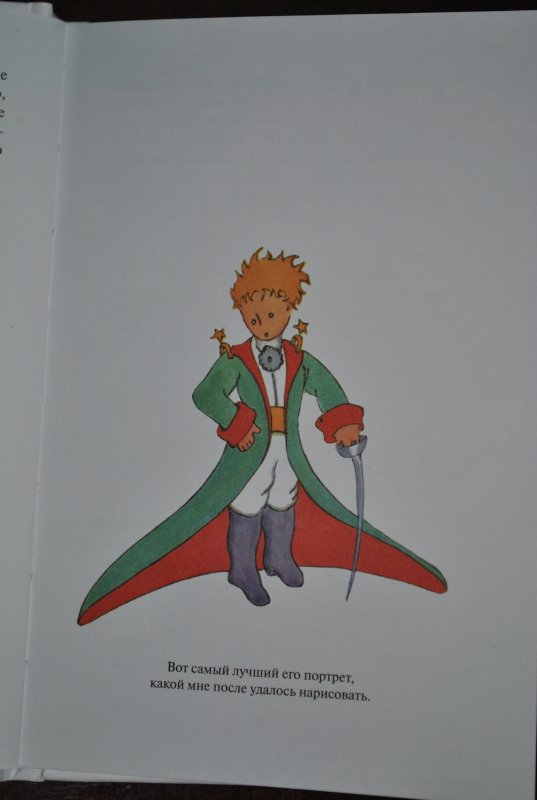 Вот самый лучший его портрет,
какой мне после удалось нарисовать.